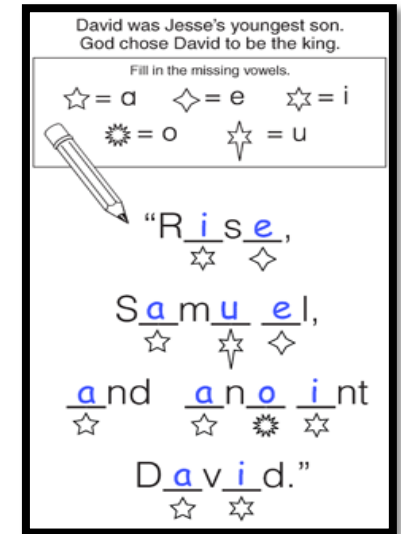 David was Jesse's youngest son.
God chose David to be the king.
Fill in the missing vowels.
= a = e = i
= o = u
"Rise,
Samuel,
and anoint
David."